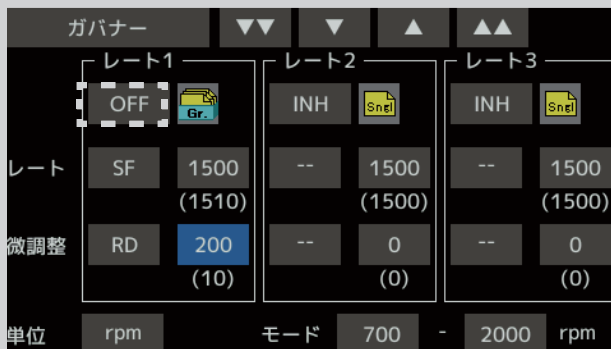 ガバナー ▼▼ ▼ ▲ ▲▲
レート1 レート2 レート3
OFF Gr. INH Sngl INH Sngl
レート SF 1500 -- 1500 -- 1500
(1510) (1500) (1500)
微調整 RD 200 -- 0 -- 0
(10) (0) (0)
単位 rpm モード 700 - 2000 rpm